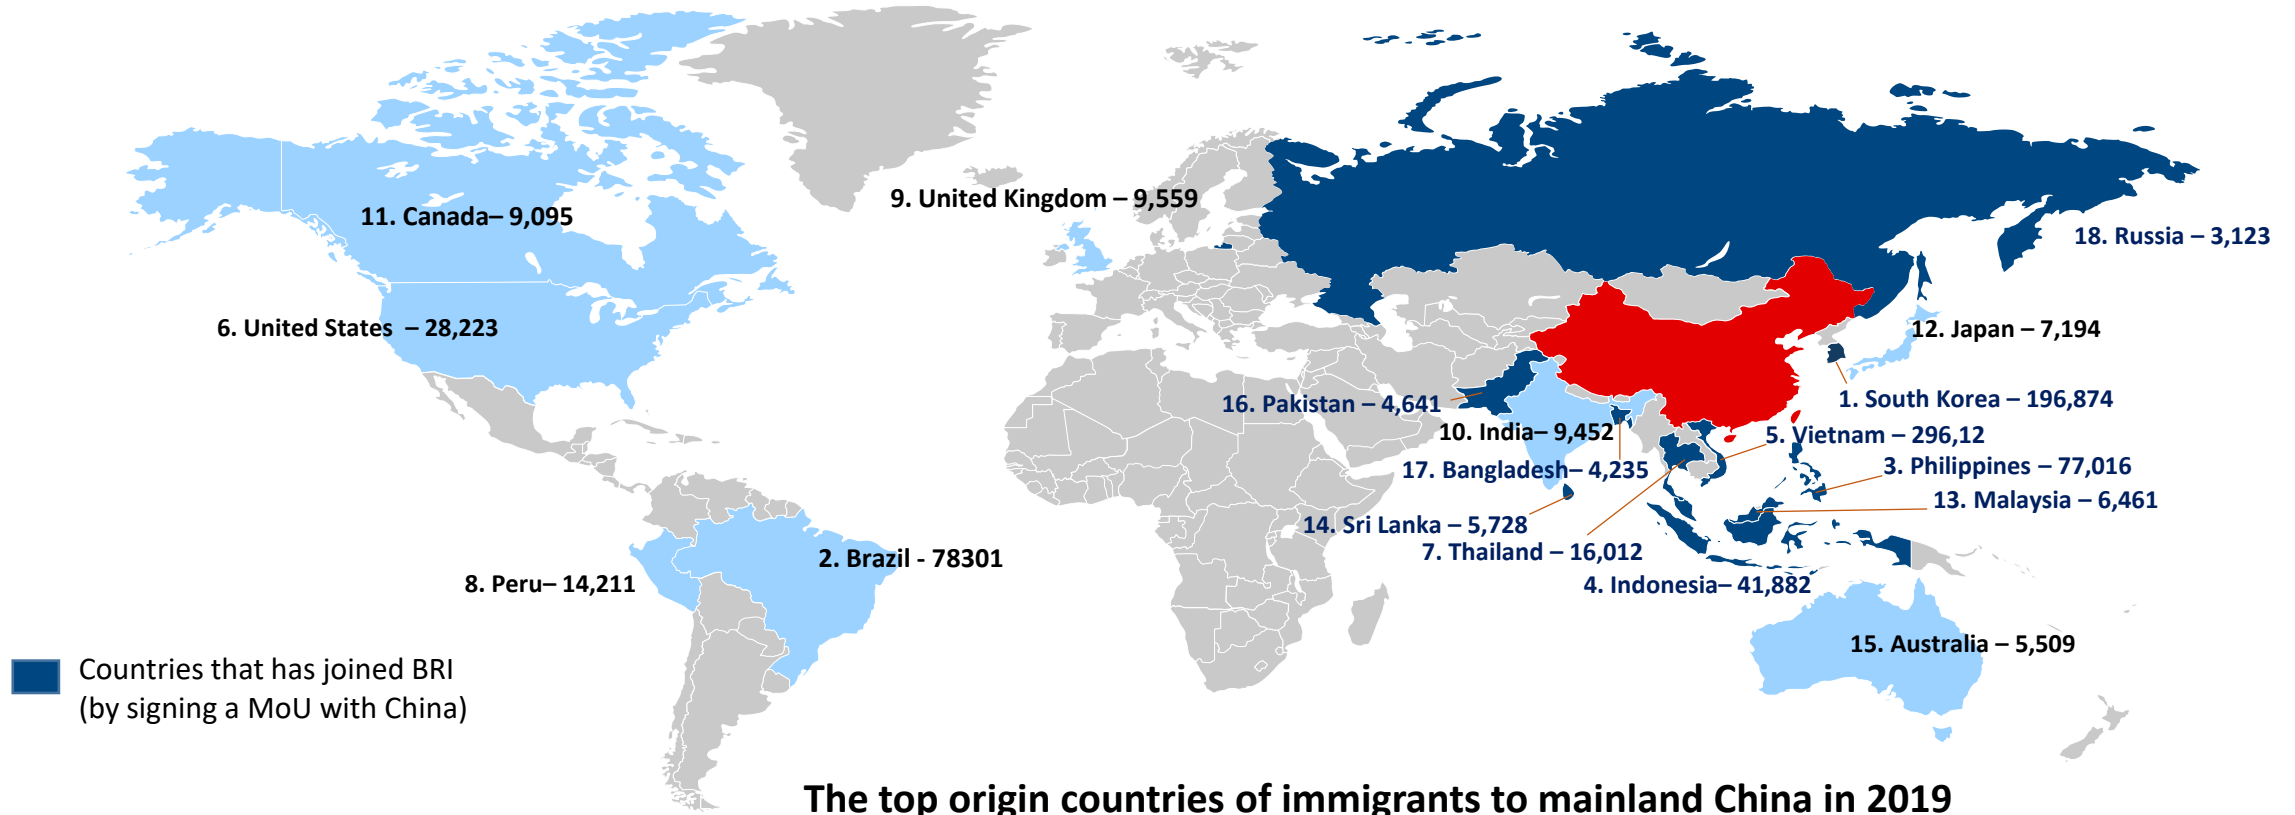 11. Canada– 9,095
9. United Kingdom – 9,559
18. Russia – 3,123
6. United States – 28,223
12. Japan – 7,194
16. Pakistan – 4,641
1. South Korea – 196,874
10. India– 9,452
5. Vietnam – 296,12
17. Bangladesh– 4,235
3. Philippines – 77,016
13. Malaysia – 6,461
14. Sri Lanka – 5,728
7. Thailand – 16,012
2. Brazil - 78301
8. Peru– 14,211
4. Indonesia– 41,882
15. Australia – 5,509
Countries that has joined BRI
(by signing a MoU with China)
The top origin countries of immigrants to mainland China in 2019